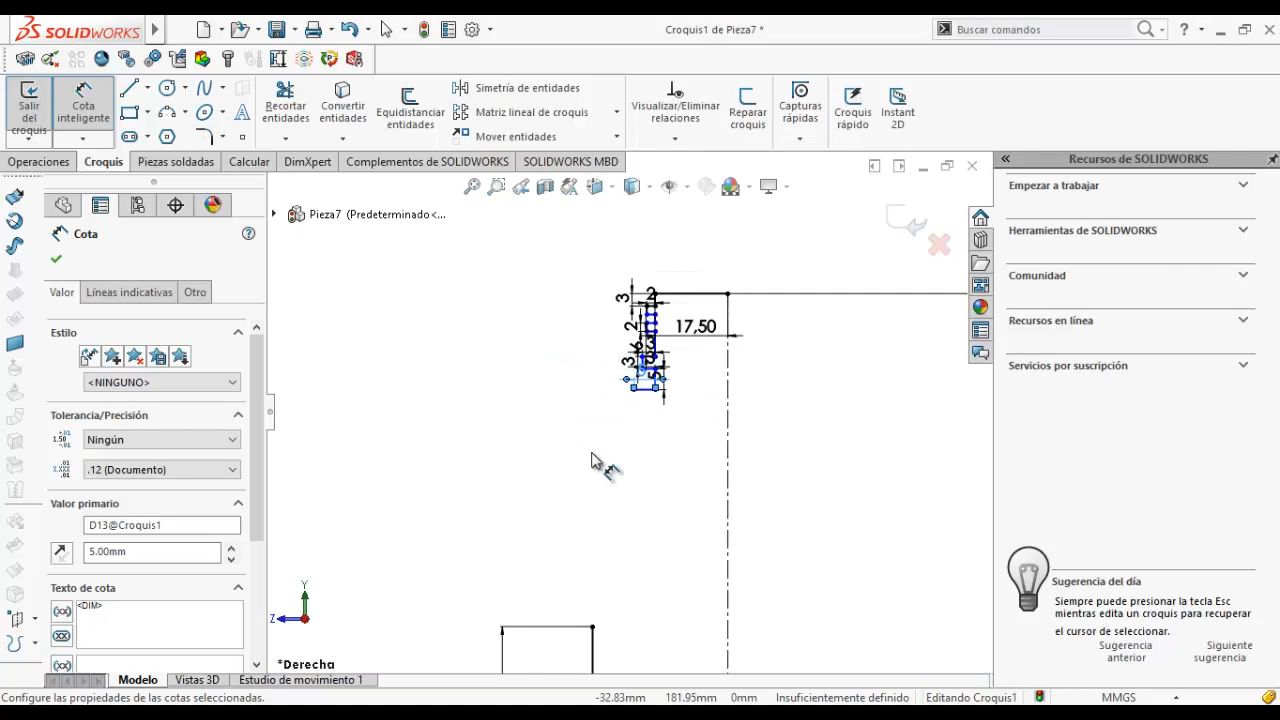 SOLIDWORKS
Croquis1 de Pieza7 *
Buscar comandos
Salir del croquis
Cota inteligente
Recortar entidades
Convertir entidades
Equidistanciar entidades
Simetría de entidades
Matriz lineal de croquis
Mover entidades
Visualizar/Eliminar relaciones
Reparar croquis
Capturas rápidas
Croquis rápido
Instant 2D
Operaciones
Croquis
Piezas soldadas
Calcular
DimXpert
Complementos de SOLIDWORKS
SOLIDWORKS MBD
Recursos de SOLIDWORKS
Empezar a trabajar
Herramientas de SOLIDWORKS
Comunidad
Recursos en línea
Servicios por suscripción
Pieza7 (Predeterminado<...
Cota
Valor
Líneas indicativas
Otro
Estilo
<NINGUNO>
Tolerancia/Precisión
Ningún
.12 (Documento)
Valor primario
D13@Croquis1
5.00mm
Texto de cota
<DIM>
3
2
17,50
2
6
3
5
Y
Z
*Derecha
Sugerencia del día
Siempre puede presionar la tecla Esc
mientras edita un croquis para recuperar
el cursor de seleccionar.
Sugerencia anterior
Siguiente sugerencia
Modelo
Vistas 3D
Estudio de movimiento 1
Configure las propiedades de las cotas seleccionadas.
-32.83mm
181.95mm
0mm
Insuficientemente definido
Editando Croquis1
MMGS